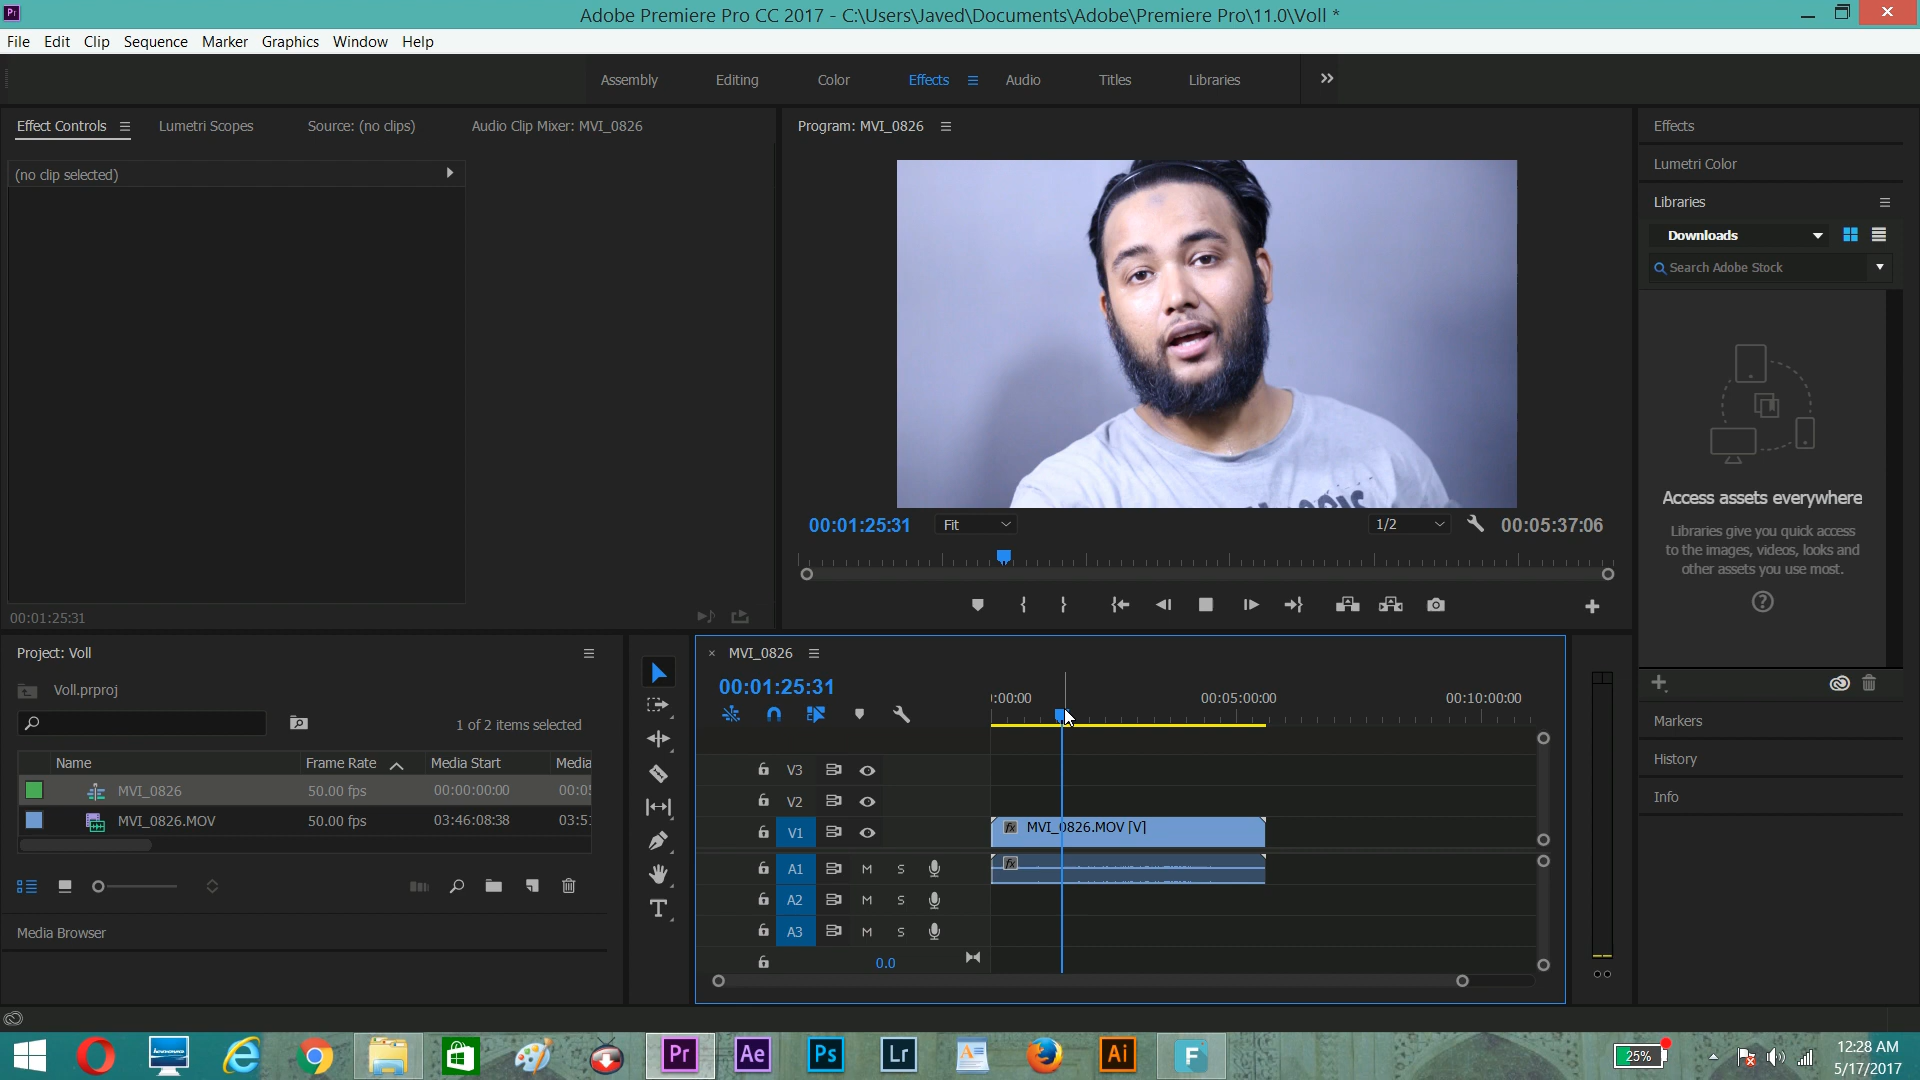 Adobe Premiere Pro CC 2017 - C:\Users\Javed\Documents\Adobe\Premiere Pro\11.0\Voll *
File Edit Clip Sequence Marker Graphics Window Help
Assembly Editing Color Effects Audio Titles Libraries
Effect Controls Lumetri Scopes Source: (no clips) Audio Clip Mixer: MVI_0826
(no clip selected)
00:01:25:31
Program: MVI_0826
00:01:25:31 Fit 1/2 00:05:37:06
Effects
Lumetri Color
Libraries
Downloads
Search Adobe Stock
Access assets everywhere
Libraries give you quick access
to the images, videos, looks and
other assets you use most.
Markers
History
Info
Project: Voll
Voll.prproj
1 of 2 items selected
Name Frame Rate Media Start Media
MVI_0826 50.00 fps 00:00:00:00 00:0
MVI_0826.MOV 50.00 fps 03:46:08:38 03:5
Media Browser
MVI_0826
00:01:25:31
:00:00 00:05:00:00 00:10:00:00
V3
V2
V1 fx MVI_0826.MOV [V]
A1 M S fx
A2 M S
A3 M S
0.0
Pr Ae Ps Lr Ai F
25%
12:28 AM
5/17/2017